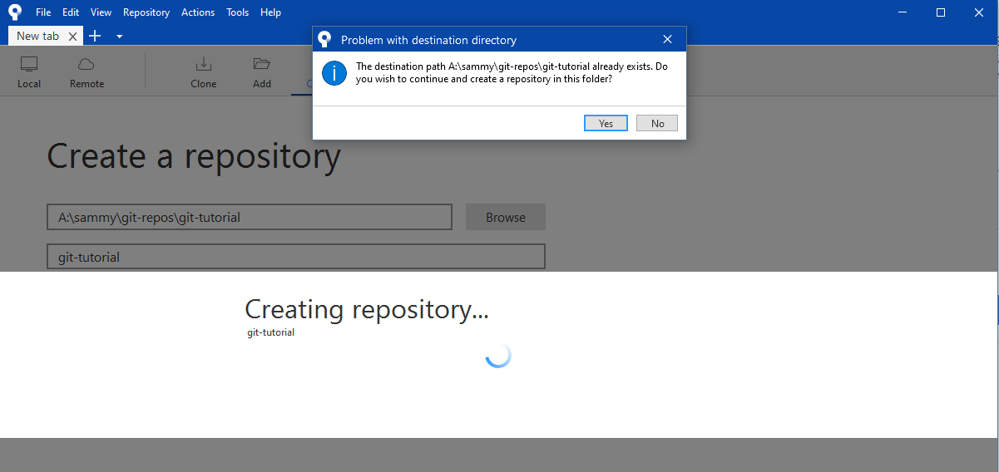 File Edit View Repository Actions Tools Help
New tab
Problem with destination directory
The destination path A:\sammy\git-repos\git-tutorial already exists. Do
you wish to continue and create a repository in this folder?
Yes No
Local Remote Clone Add
Create a repository
A:\sammy\git-repos\git-tutorial Browse
git-tutorial
Creating repository...
git-tutorial